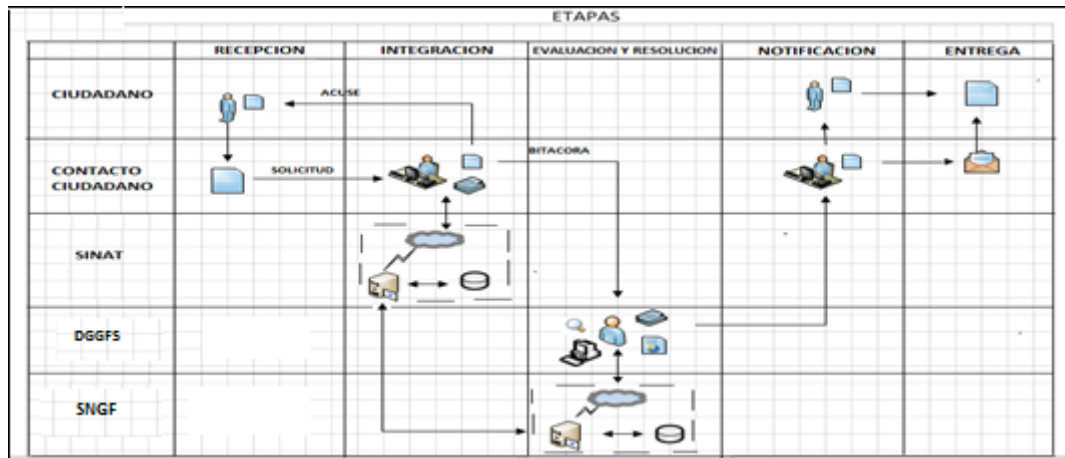 ETAPAS
RECEPCION INTEGRACION EVALUACION Y RESOLUCION NOTIFICACION ENTREGA
CIUDADANO
ACUSE
CONTACTO
CIUDADANO
SOLICITUD
BITACORA
SINAT
DGGFS
SNGF